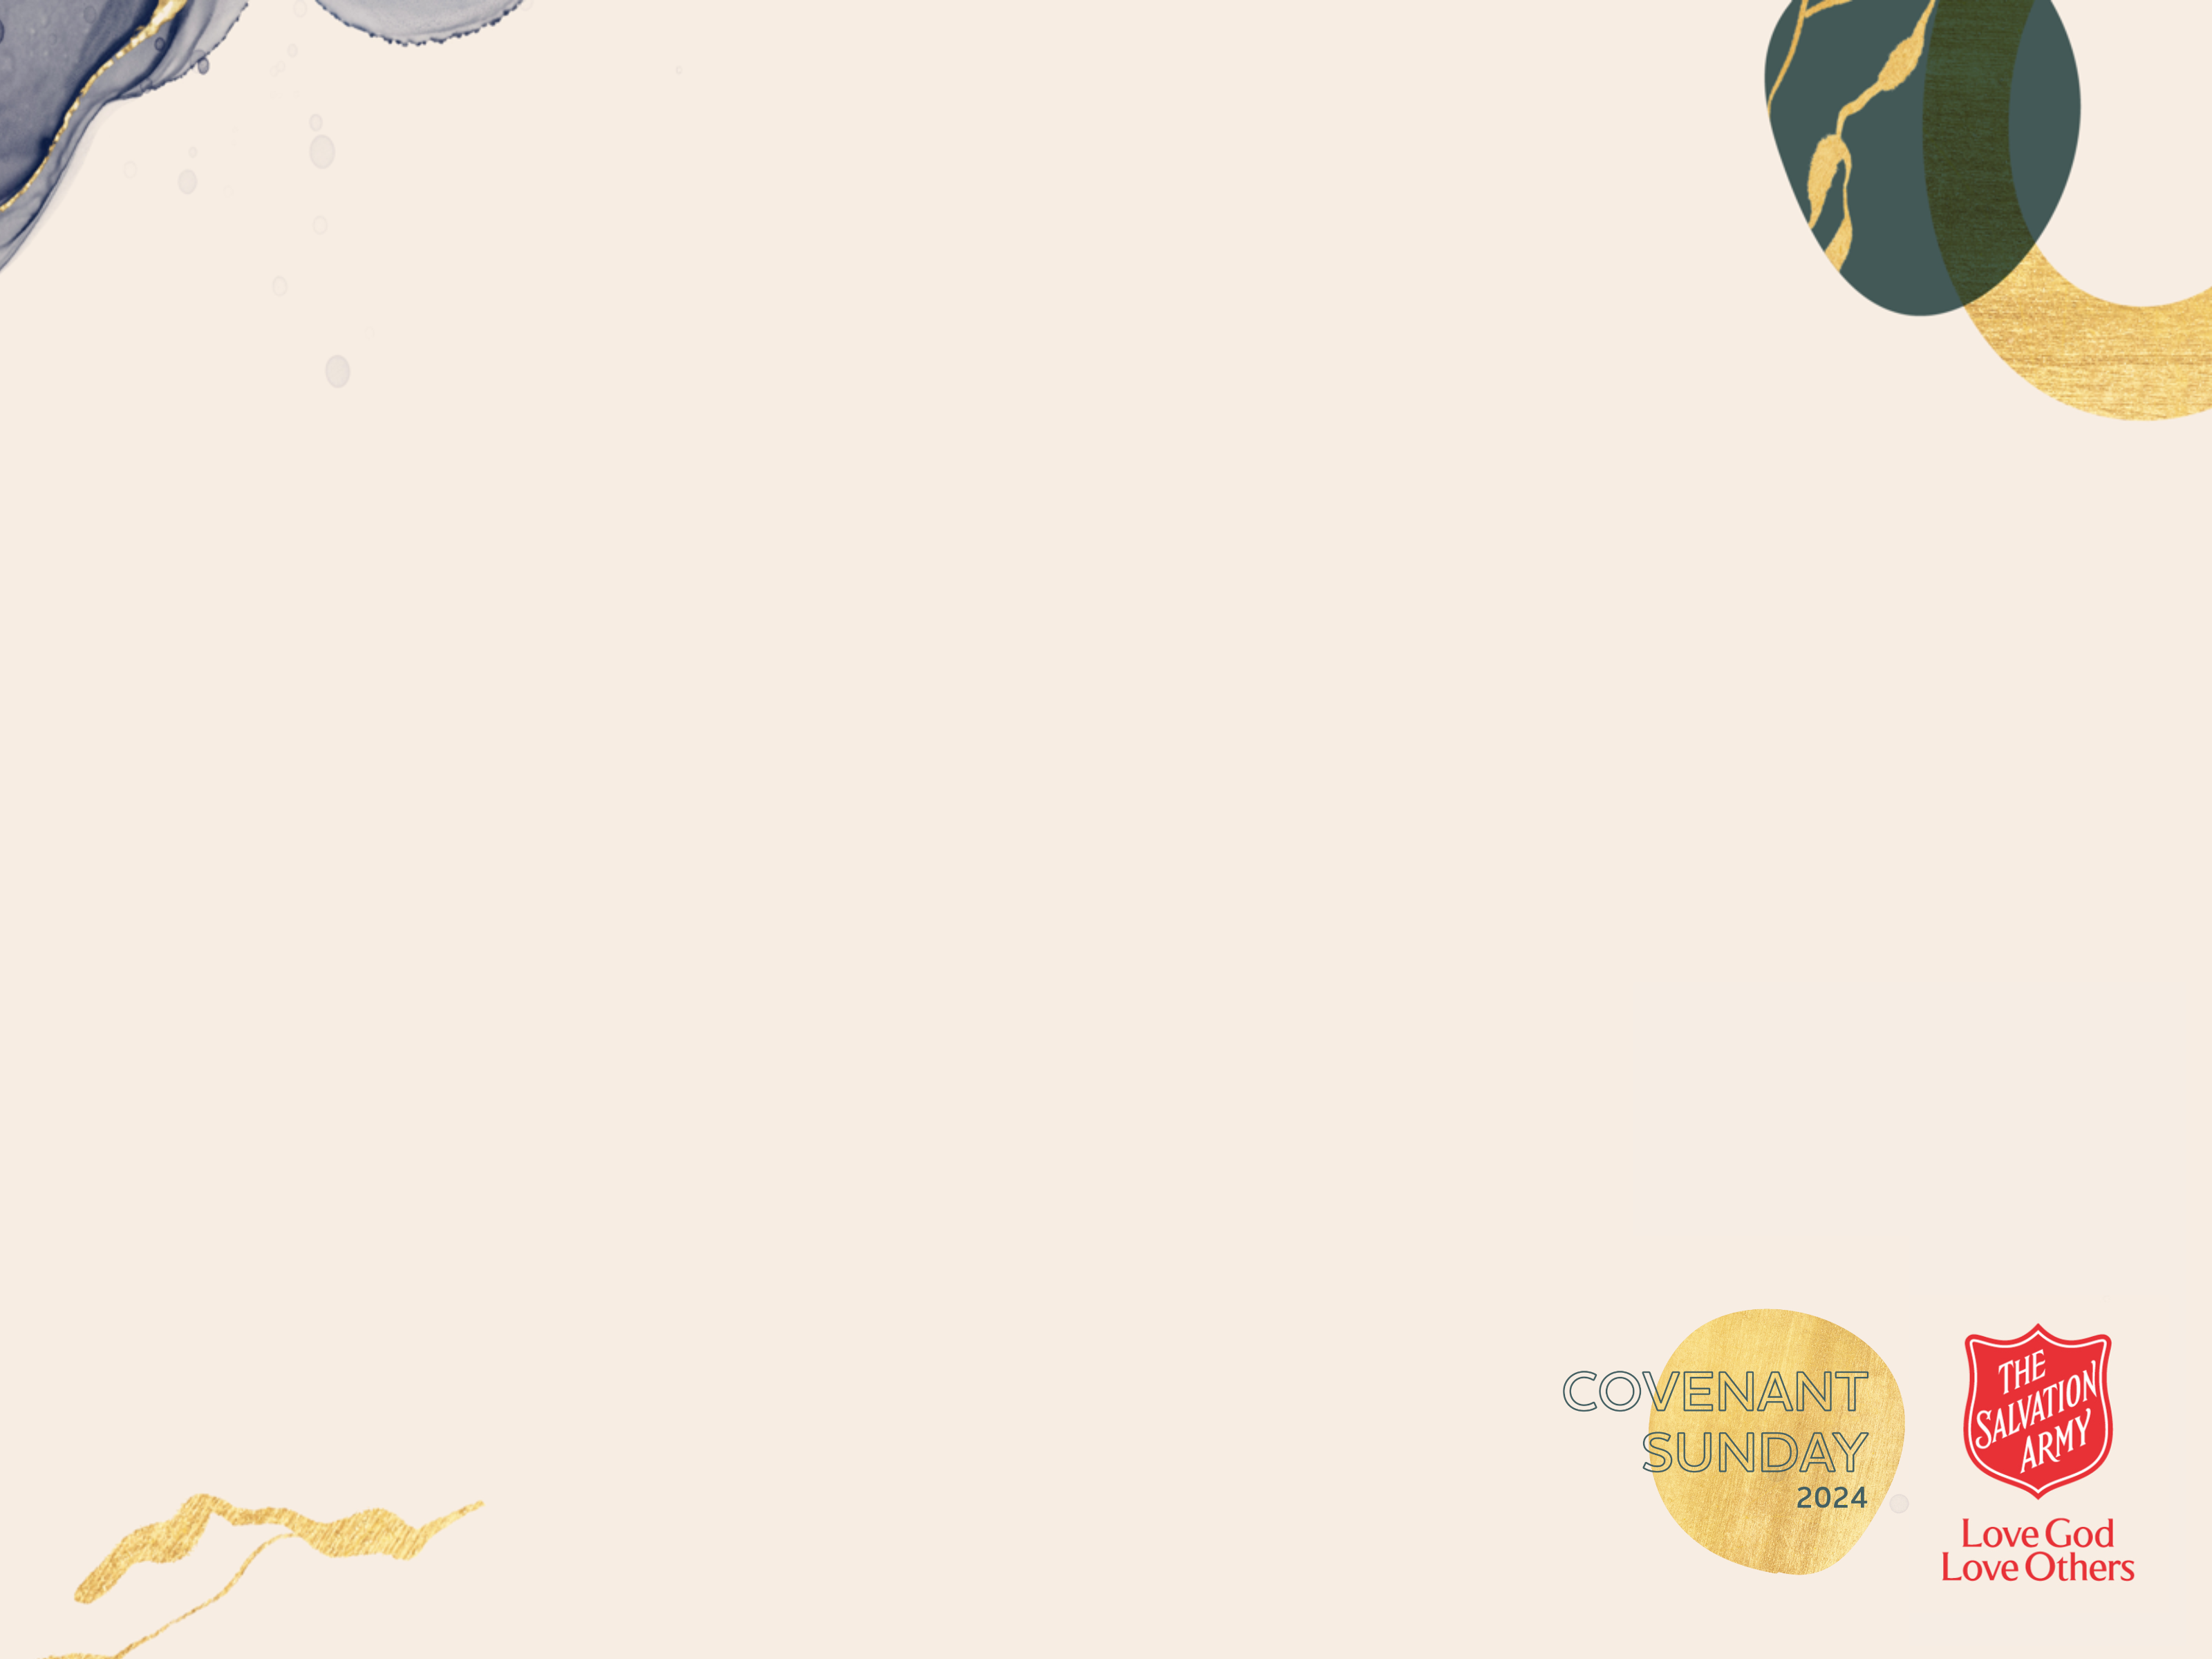 COVENANT
SUNDAY
2024
THE
SALVATION
ARMY
Love God
Love Others